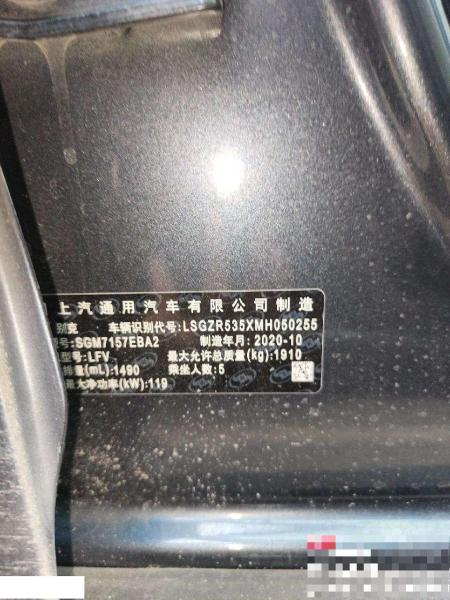 上汽通用汽车有限公司制造
别克 车辆识别代号:LSGZR535XMH050255
号:SGM7157EBA2 制造年月:2020-10
型号:LFV 最大允许总质量(kg):1910
排量(mL):1490 乘坐人数:5
最大净功率(kW):119